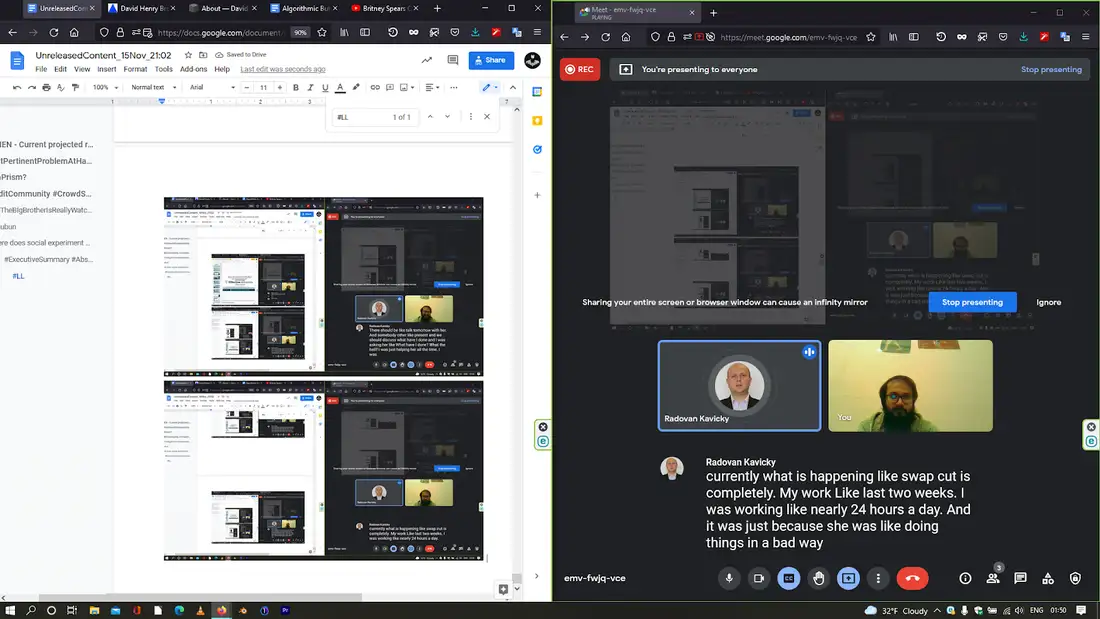 UnreleasedCon
David Henry Br
About — David
Algorithmic Bu
Britney Spears C
https://docs.google.com/document
90%
UnreleasedContent_15Nov_21:02
Saved to Drive
File Edit View Insert Format Tools Add-ons Help Last edit was seconds ago
Share
100% Normal text Arial 11 B I U A
#LL 1 of 1
IEN - Current projected r...
tPertinentProblemAtHa...
Prism?
ditCommunity #CrowdS...
TheBigBrotherIsReallyWatc...
ubun
ere does social experiment ...
#ExecutiveSummary #Abs...
#LL
Meet - emv-fwjq-vce
PLAYING
https://meet.google.com/emv-fwjq-vce
REC
You're presenting to everyone
Stop presenting
Sharing your entire screen or browser window can cause an infinity mirror
Stop presenting
Ignore
Radovan Kavicky
You
Radovan Kavicky
currently what is happening like swap cut is
completely. My work Like last two weeks. I
was working like nearly 24 hours a day. And
it was just because she was like doing
things in a bad way
emv-fwjq-vce
3
32°F Cloudy
ENG
01:50